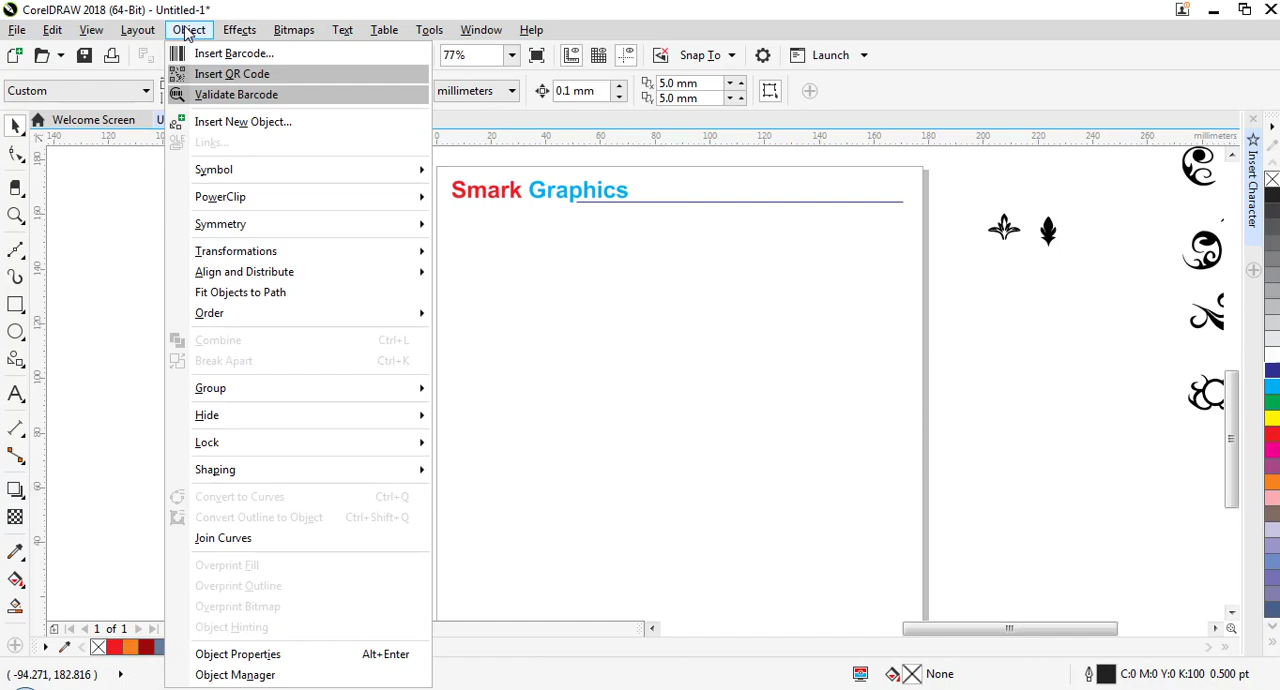 CorelDRAW 2018 (64-Bit) - Untitled-1*
File Edit View Layout Object Effects Bitmaps Text Table Tools Window Help
77% Snap To Launch
Custom millimeters 0.1 mm 5.0 mm
5.0 mm
Welcome Screen U
140 120 0 20 40 60 80 100 120 140 160 180 200 220 240 260 millimeters
Insert Barcode...
Insert QR Code
Validate Barcode
Insert New Object...
Links...
Symbol
PowerClip
Symmetry
Transformations
Align and Distribute
Fit Objects to Path
Order
Combine Ctrl+L
Break Apart Ctrl+K
Group
Hide
Lock
Shaping
Convert to Curves Ctrl+Q
Convert Outline to Object Ctrl+Shift+Q
Join Curves
Overprint Fill
Overprint Outline
Overprint Bitmap
Object Hinting
Object Properties Alt+Enter
Object Manager
Smark Graphics
Insert Character
1 of 1
( -94.271, 182.816 ) None C:0 M:0 Y:0 K:100 0.500 pt